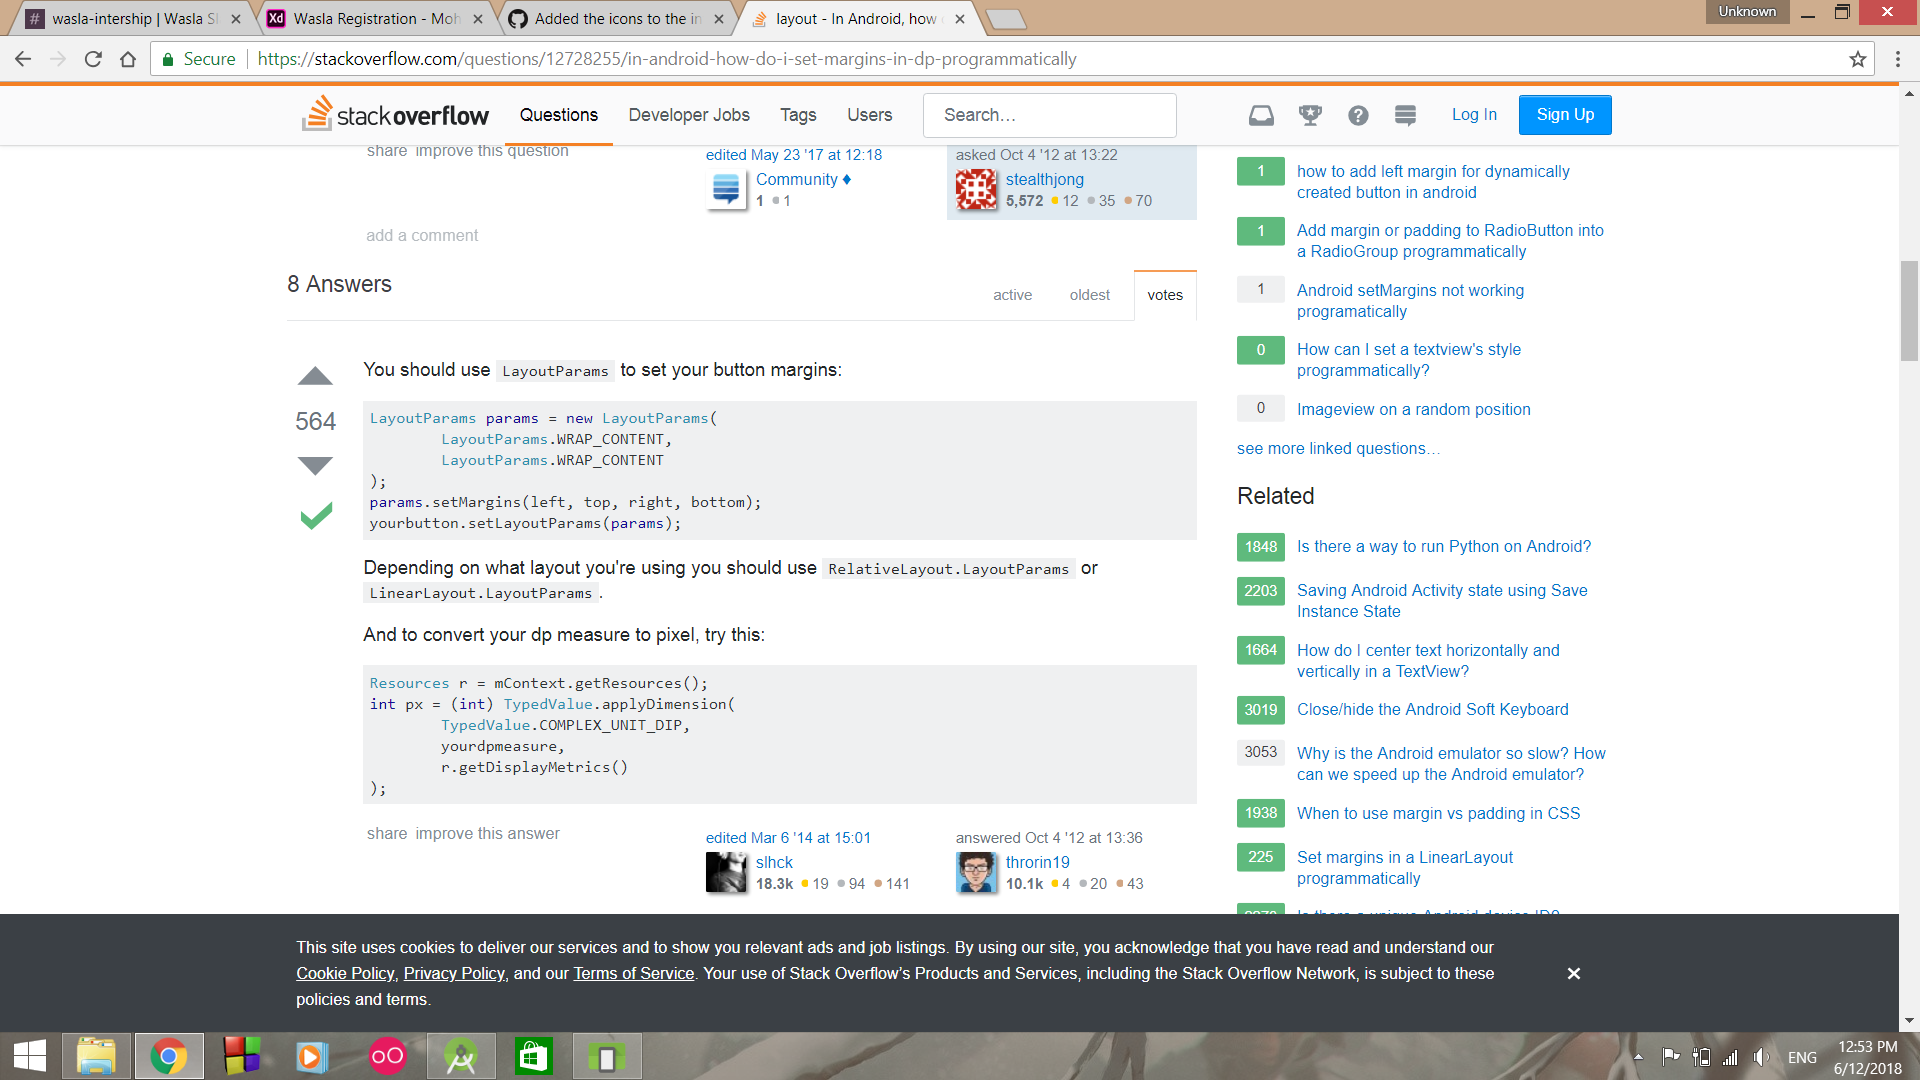 wasla-intership | Wasla Sl
Wasla Registration - Moh
Added the icons to the in
layout - In Android, how
Unknown
Secure
https://stackoverflow.com/questions/12728255/in-android-how-do-i-set-margins-in-dp-programmatically
stackoverflow
Questions
Developer Jobs
Tags
Users
Search…
Log In
Sign Up
share improve this question
edited May 23 '17 at 12:18
Community ♦
1 ●1
asked Oct 4 '12 at 13:22
stealthjong
5,572 ●12 ●35 ●70
add a comment
8 Answers
active
oldest
votes
564
You should use LayoutParams to set your button margins:
LayoutParams params = new LayoutParams(
LayoutParams.WRAP_CONTENT,
LayoutParams.WRAP_CONTENT
);
params.setMargins(left, top, right, bottom);
yourbutton.setLayoutParams(params);
Depending on what layout you're using you should use RelativeLayout.LayoutParams or
LinearLayout.LayoutParams.
And to convert your dp measure to pixel, try this:
Resources r = mContext.getResources();
int px = (int) TypedValue.applyDimension(
TypedValue.COMPLEX_UNIT_DIP,
yourdpmeasure,
r.getDisplayMetrics()
);
share improve this answer
edited Mar 6 '14 at 15:01
slhck
18.3k ●19 ●94 ●141
answered Oct 4 '12 at 13:36
throrin19
10.1k ●4 ●20 ●43
1 how to add left margin for dynamically
created button in android
1 Add margin or padding to RadioButton into
a RadioGroup programmatically
1 Android setMargins not working
programatically
0 How can I set a textview's style
programmatically?
0 Imageview on a random position
see more linked questions…
Related
1848 Is there a way to run Python on Android?
2203 Saving Android Activity state using Save
Instance State
1664 How do I center text horizontally and
vertically in a TextView?
3019 Close/hide the Android Soft Keyboard
3053 Why is the Android emulator so slow? How
can we speed up the Android emulator?
1938 When to use margin vs padding in CSS
225 Set margins in a LinearLayout
programmatically
Is there a unique Android device ID?
This site uses cookies to deliver our services and to show you relevant ads and job listings. By using our site, you acknowledge that you have read and understand our
Cookie Policy, Privacy Policy, and our Terms of Service. Your use of Stack Overflow's Products and Services, including the Stack Overflow Network, is subject to these
policies and terms.
ENG
12:53 PM
6/12/2018